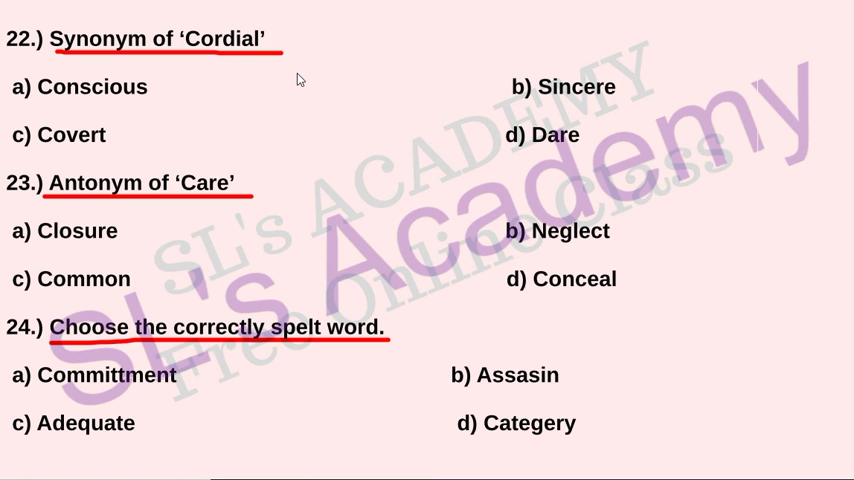 22.) Synonym of ‘Cordial’
a) Conscious b) Sincere
c) Covert d) Dare
23.) Antonym of ‘Care’
a) Closure b) Neglect
c) Common d) Conceal
24.) Choose the correctly spelt word.
a) Committment b) Assasin
c) Adequate d) Categery
SL's ACADEMY
SL's Academy
Free Online Class